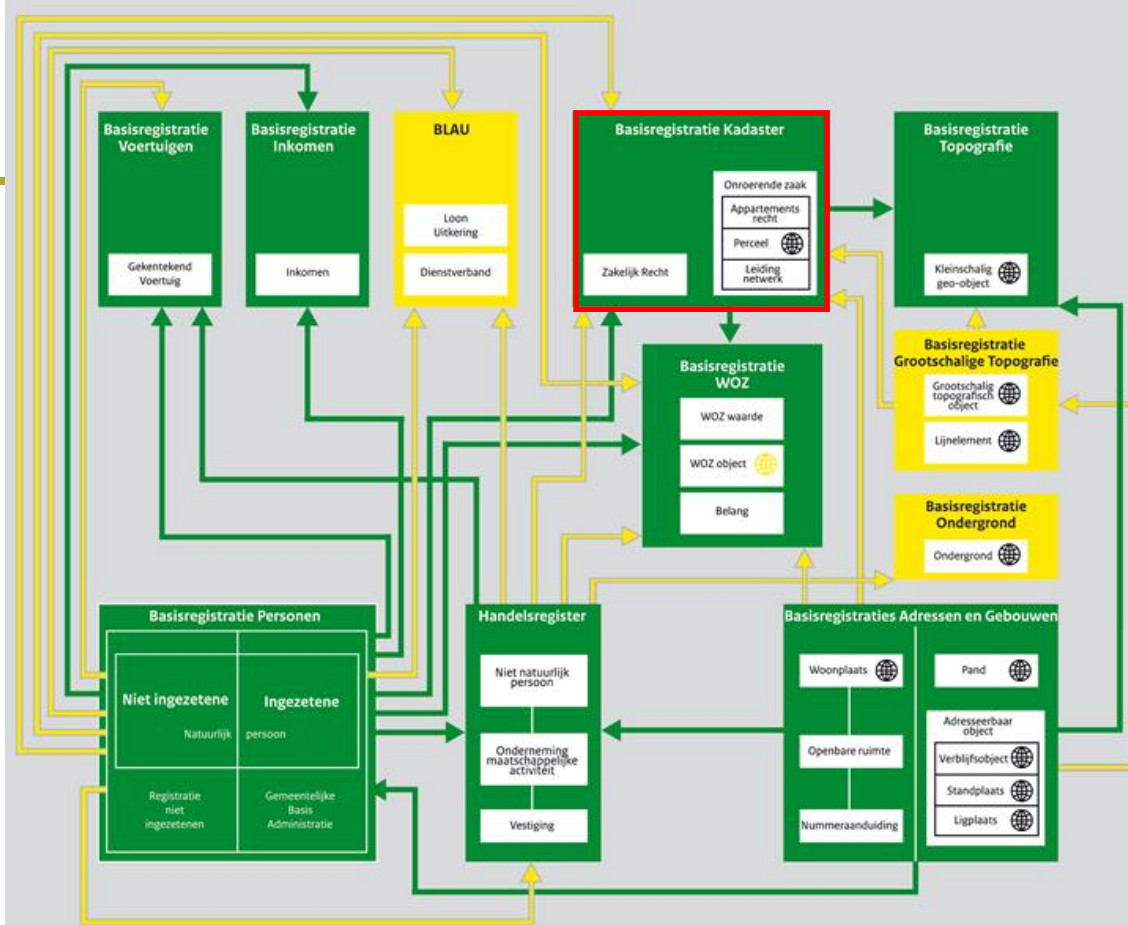 Basisregistratie
Voertuigen
Gekentekend
Voertuig
Basisregistratie
Inkomen
Inkomen
BLAU
Loon
Uitkering
Dienstverband
Basisregistratie Kadaster
Onroerende zaak
Appartements
recht
Perceel
Leiding
netwerk
Zakelijk Recht
Basisregistratie
Topografie
Kleinschalig
geo-object
Basisregistratie
Grootschalige Topografie
Grootschalig
topografisch
object
Lijnelement
Basisregistratie
WOZ
WOZ waarde
WOZ object
Belang
Basisregistratie
Ondergrond
Ondergrond
Basisregistratie Personen
Niet ingezetene
Ingezetene
Natuurlijk
persoon
Registratie
niet
ingezetenen
Gemeentelijke
Basis
Administratie
Handelsregister
Niet natuurlijk
persoon
Onderneming
maatschappelijke
activiteit
Vestiging
Basisregistraties Adressen en Gebouwen
Woonplaats
Openbare ruimte
Nummeraanduiding
Pand
Adresseerbaar
object
Verblijfsobject
Standplaats
Ligplaats